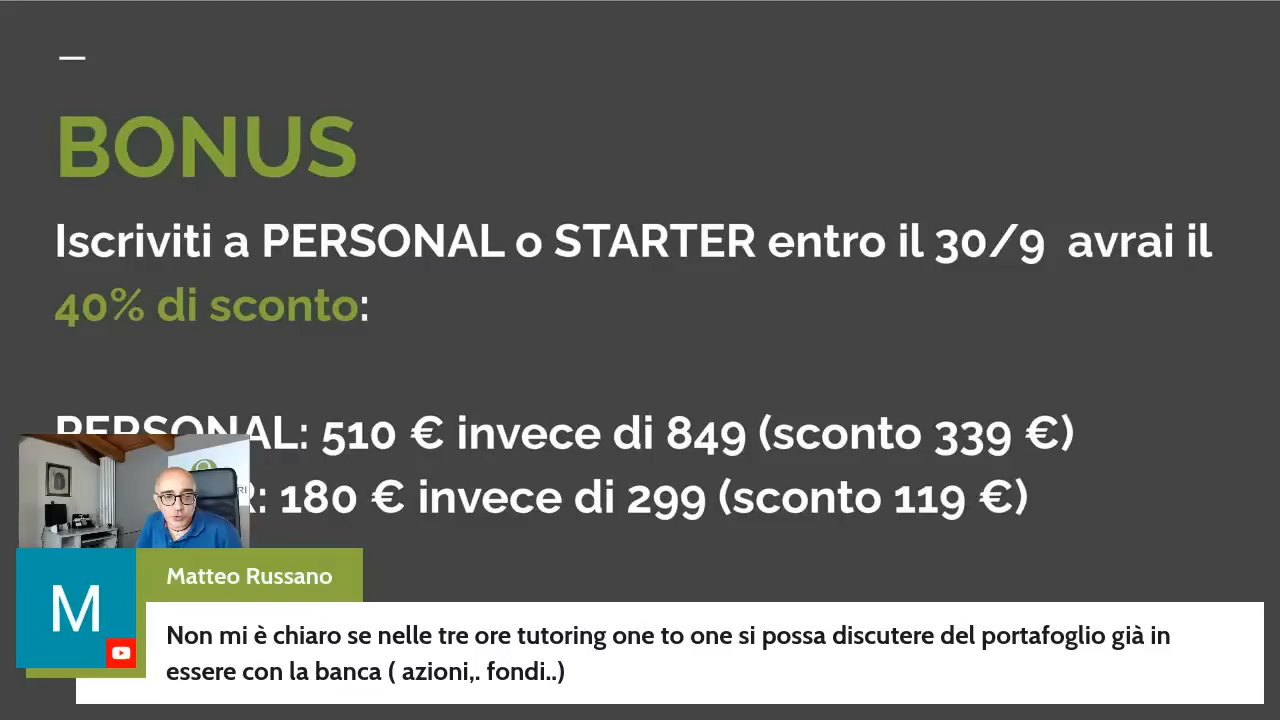 BONUS
Iscriviti a PERSONAL o STARTER entro il 30/9 avrai il
40% di sconto:
PERSONAL: 510 € invece di 849 (sconto 339 €)
: 180 € invece di 299 (sconto 119 €)
M
Matteo Russano
Non mi è chiaro se nelle tre ore tutoring one to one si possa discutere del portafoglio già in
essere con la banca ( azioni,. fondi..)